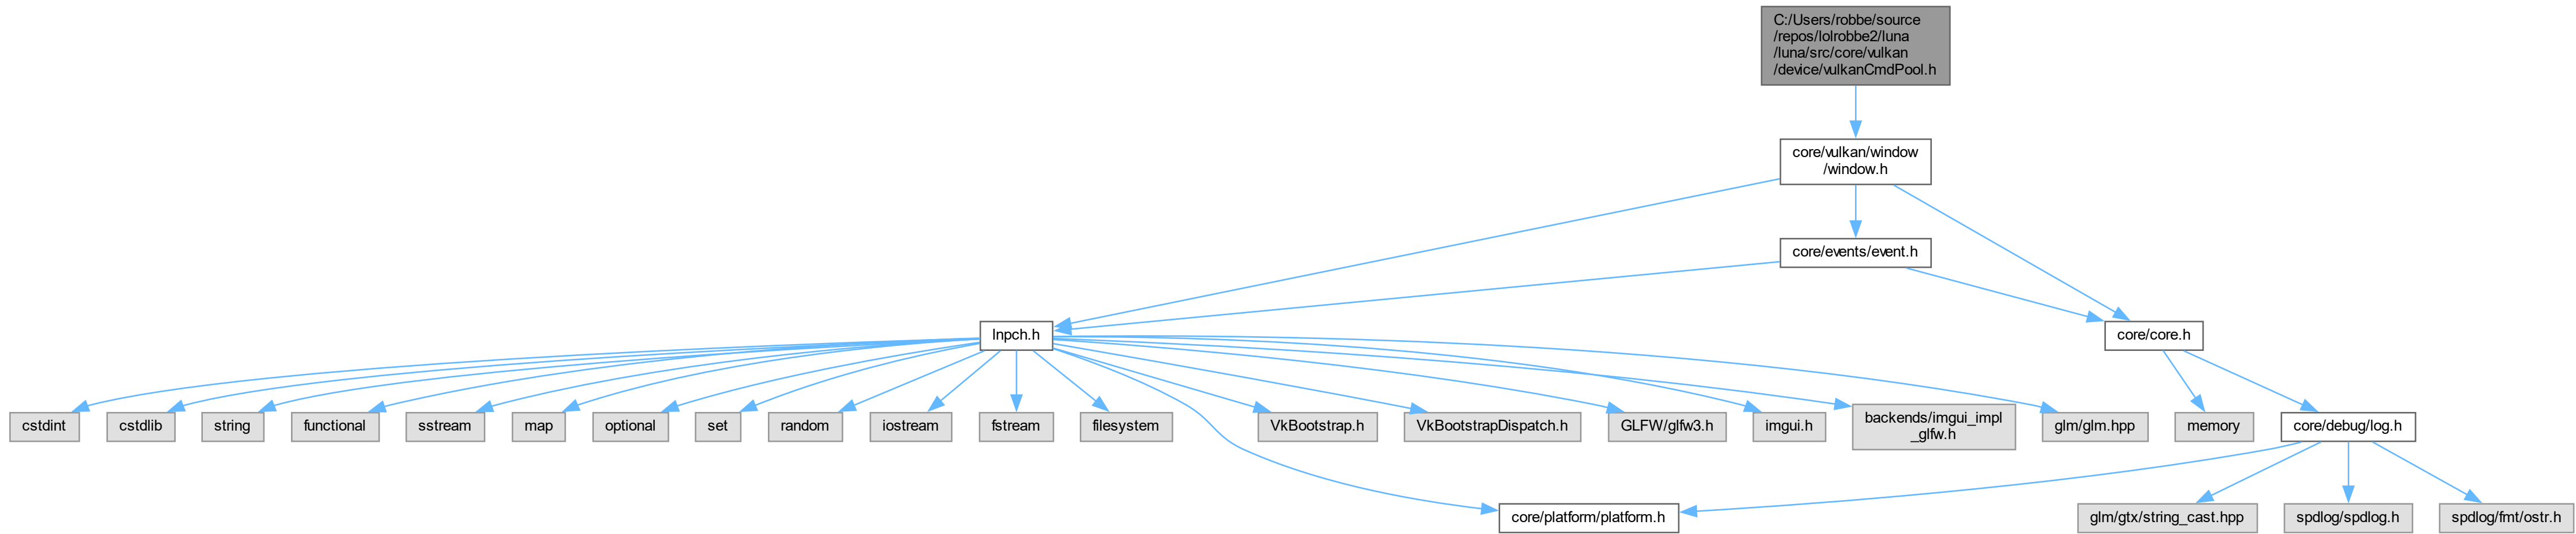 C:/Users/robbe/source
/repos/lolrobbe2/luna
/luna/src/core/vulkan
/device/vulkanCmdPool.h
core/vulkan/window
/window.h
core/events/event.h
lnpch.h
core/core.h
cstdint
cstdlib
string
functional
sstream
map
optional
set
random
iostream
fstream
filesystem
VkBootstrap.h
VkBootstrapDispatch.h
GLFW/glfw3.h
imgui.h
backends/imgui_impl
_glfw.h
glm/glm.hpp
memory
core/debug/log.h
core/platform/platform.h
glm/gtx/string_cast.hpp
spdlog/spdlog.h
spdlog/fmt/ostr.h